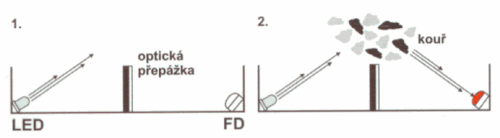 1.
optická
přepážka
LED
FD
2.
kouř